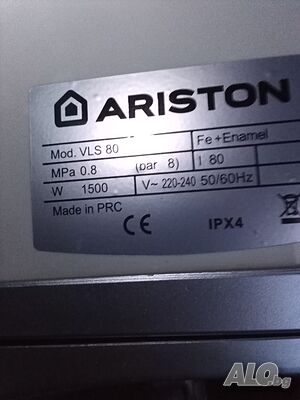 ARISTON
Mod. VLS 80 Fe+Enamel
MPa 0.8 (bar 8) l 80
W 1500 V~ 220-240 50/60Hz
Made in PRC
CE IPX4
ALO.bg